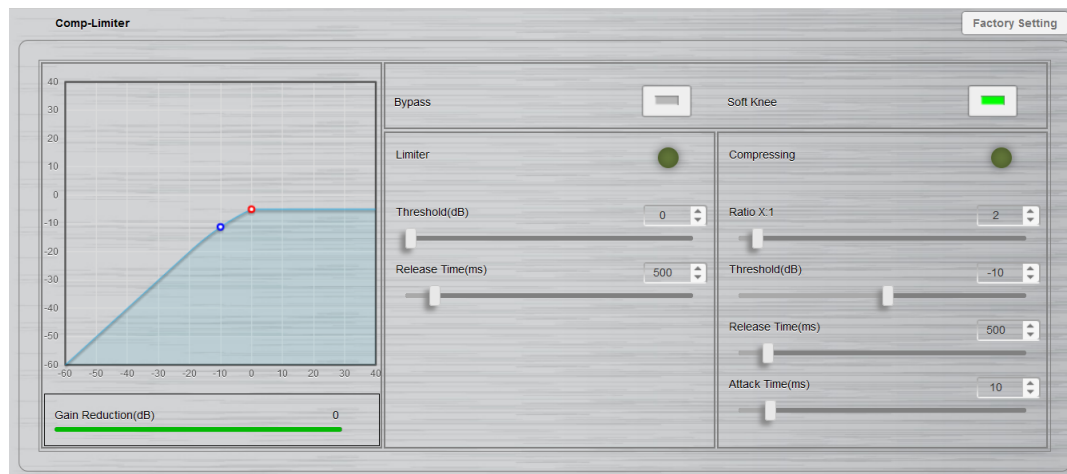 Comp-Limiter
Factory Setting
40
30
20
10
0
-10
-20
-30
-40
-50
-60
-60 -50 -40 -30 -20 -10 0 10 20 30 40
Gain Reduction(dB) 0
Bypass
Soft Knee
Limiter
Threshold(dB) 0
Release Time(ms) 500
Compressing
Ratio X:1 2
Threshold(dB) -10
Release Time(ms) 500
Attack Time(ms) 10